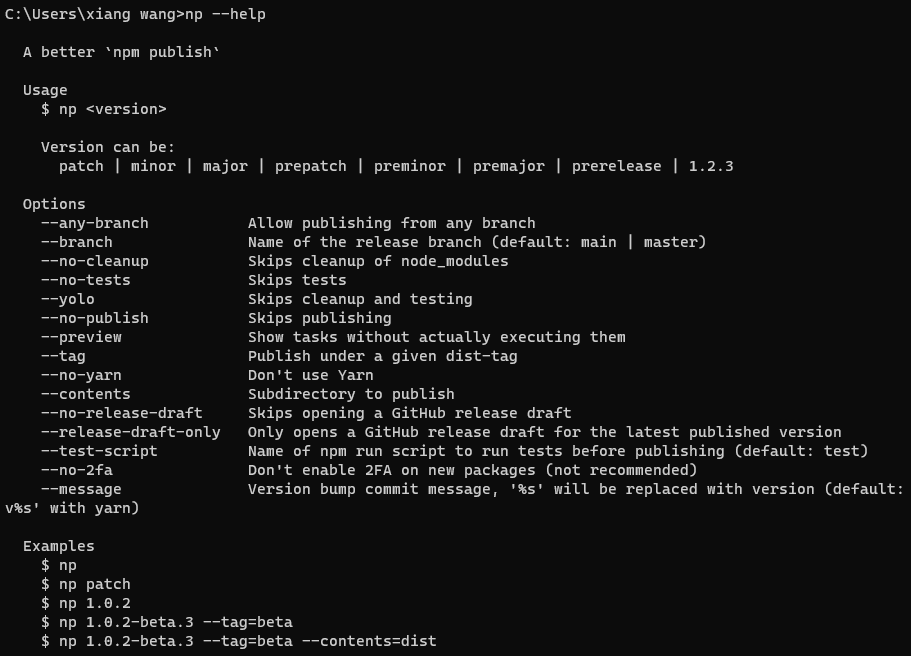 C:\Users\xiang wang>np --help
A better `npm publish`
Usage
$ np <version>
Version can be:
patch | minor | major | prepatch | preminor | premajor | prerelease | 1.2.3
Options
--any-branch Allow publishing from any branch
--branch Name of the release branch (default: main | master)
--no-cleanup Skips cleanup of node_modules
--no-tests Skips tests
--yolo Skips cleanup and testing
--no-publish Skips publishing
--preview Show tasks without actually executing them
--tag Publish under a given dist-tag
--no-yarn Don't use Yarn
--contents Subdirectory to publish
--no-release-draft Skips opening a GitHub release draft
--release-draft-only Only opens a GitHub release draft for the latest published version
--test-script Name of npm run script to run tests before publishing (default: test)
--no-2fa Don't enable 2FA on new packages (not recommended)
--message Version bump commit message, '%s' will be replaced with version (default:
v%s' with yarn)
Examples
$ np
$ np patch
$ np 1.0.2
$ np 1.0.2-beta.3 --tag=beta
$ np 1.0.2-beta.3 --tag=beta --contents=dist